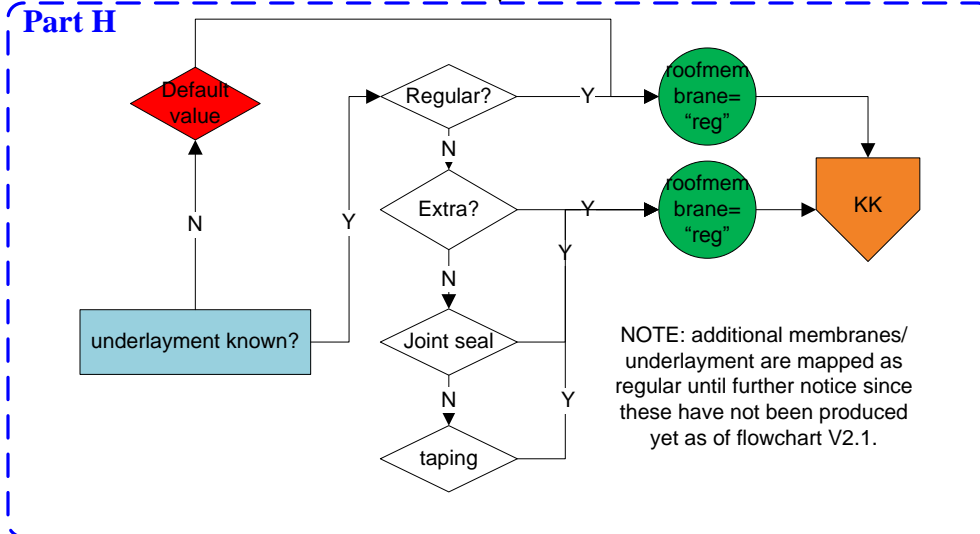 Part H
Default
value
Regular?
Y
roofmem
brane=
“reg”
N
Extra?
Y
roofmem
brane=
“reg”
KK
N
Y
Y
N
underlayment known?
Joint seal
N
Y
taping
NOTE: additional membranes/
underlayment are mapped as
regular until further notice since
these have not been produced
yet as of flowchart V2.1.